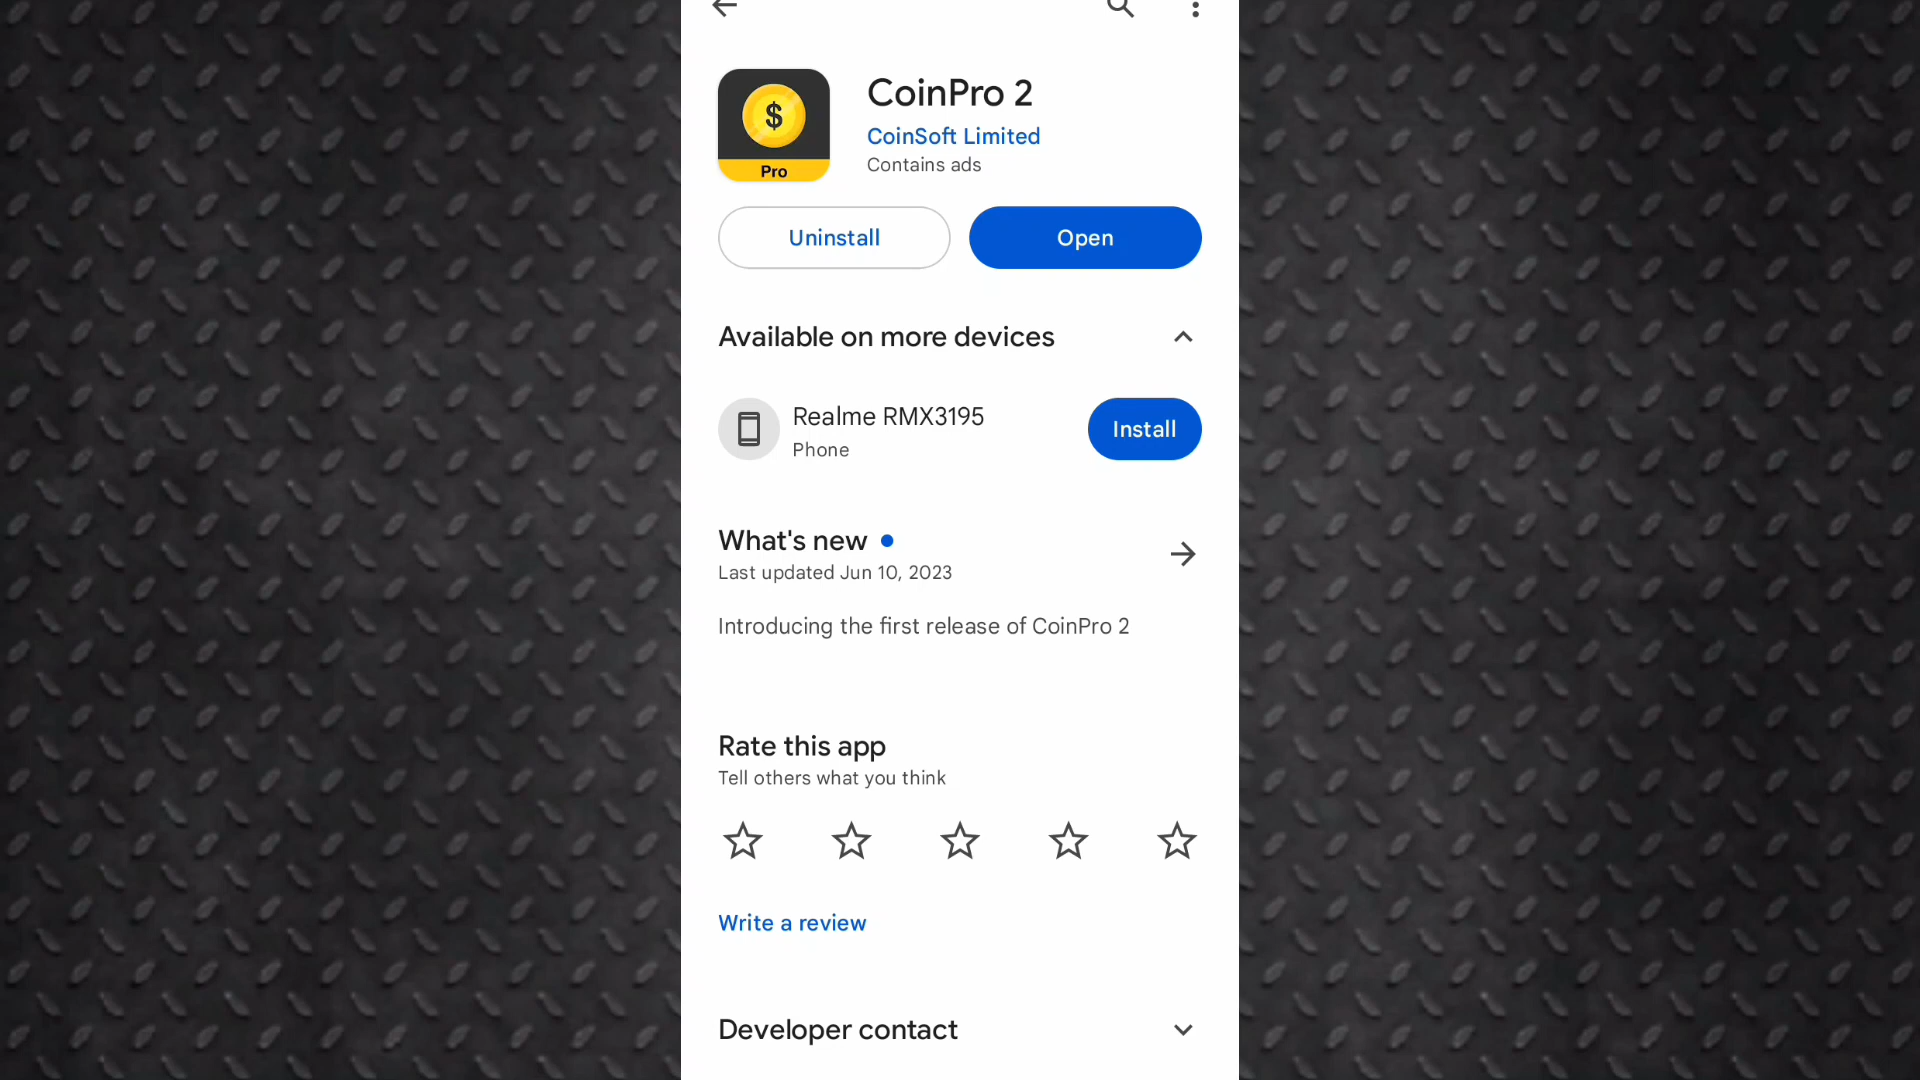 CoinPro 2
CoinSoft Limited
Contains ads
$
Pro
Uninstall
Open
Available on more devices
Realme RMX3195
Phone
Install
What's new
Last updated Jun 10, 2023
Introducing the first release of CoinPro 2
Rate this app
Tell others what you think
Write a review
Developer contact